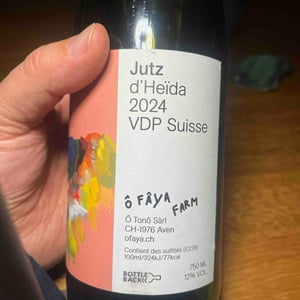 Jutz
d'Heïda
2024
VDP Suisse
Ô FÂYA
FARM
Ô Tonô Sàrl
CH-1976 Aven
ofaya.ch
Contient des sulfites (E228)
100ml/324kJ/77kcal
750 ML
12% VOL
BOTTLE
BACK